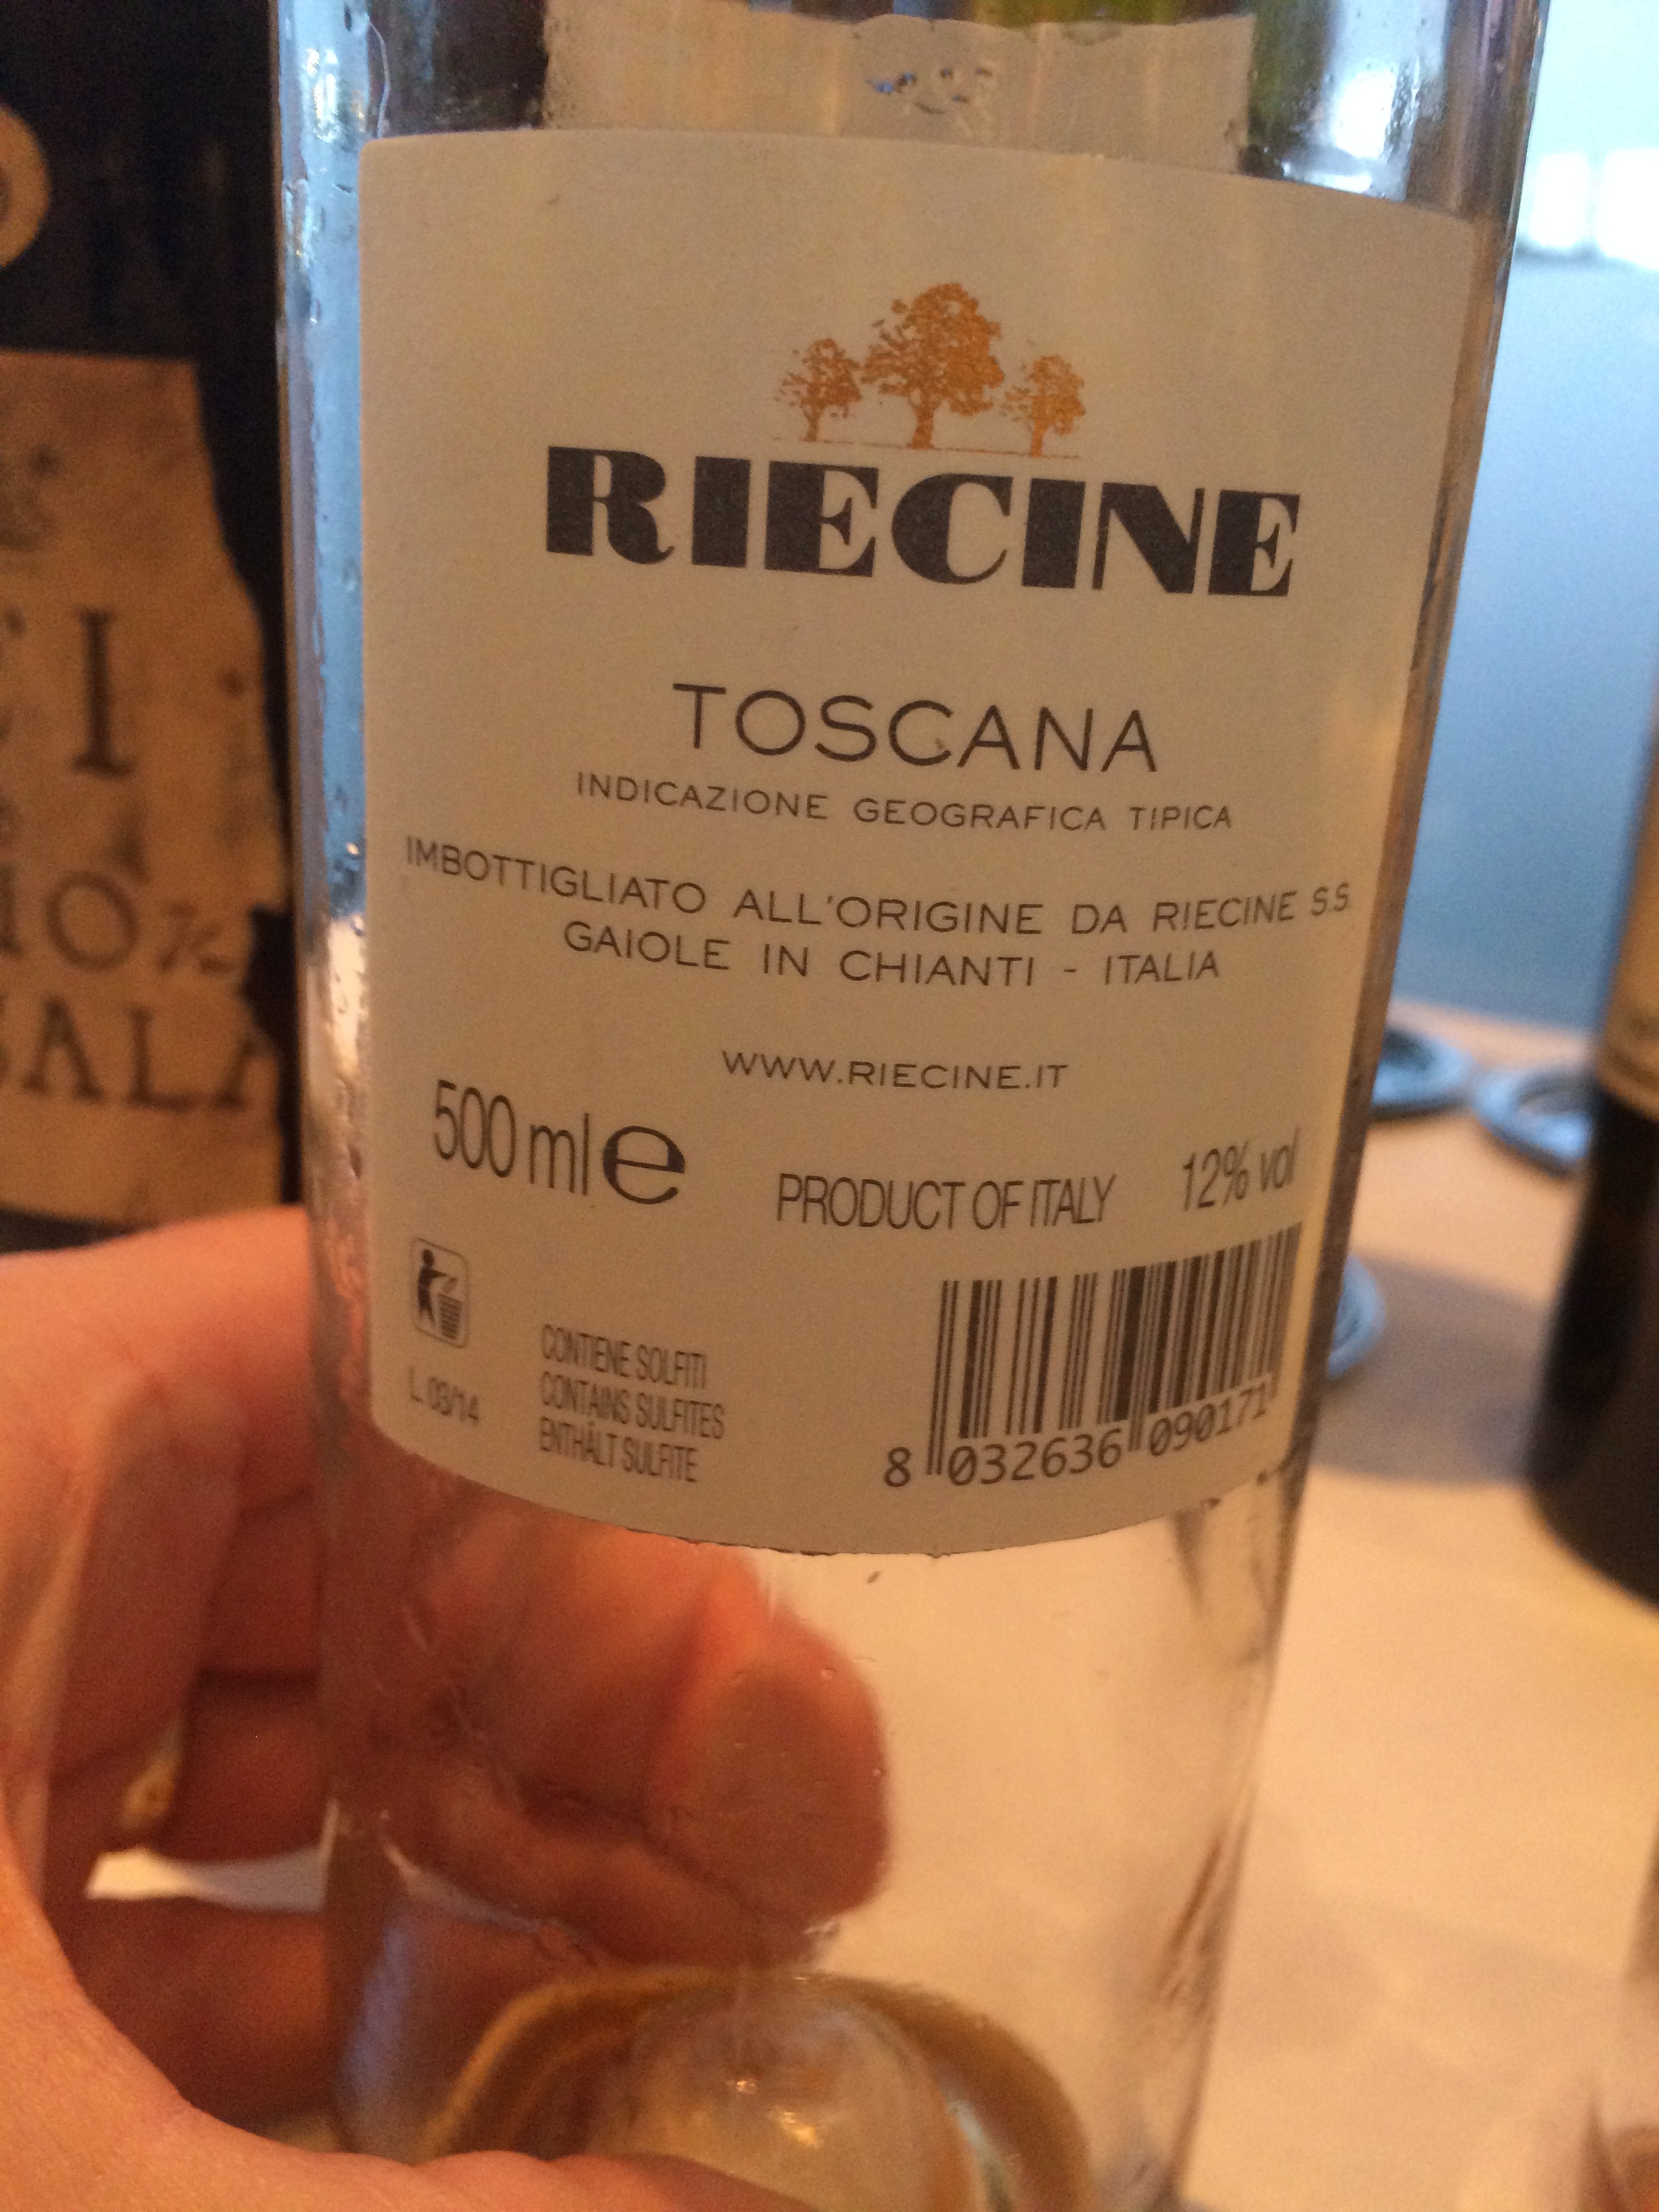 RIECINE
TOSCANA
INDICAZIONE GEOGRAFICA TIPICA
IMBOTTIGLIATO ALL'ORIGINE DA RIECINE S.S.
GAIOLE IN CHIANTI - ITALIA
WWW.RIECINE.IT
500 ml e PRODUCT OF ITALY 12% vol
L 03/14
CONTIENE SOLFITI
CONTAINS SULFITES
ENTHÄLT SULFITE
8 032636 090171